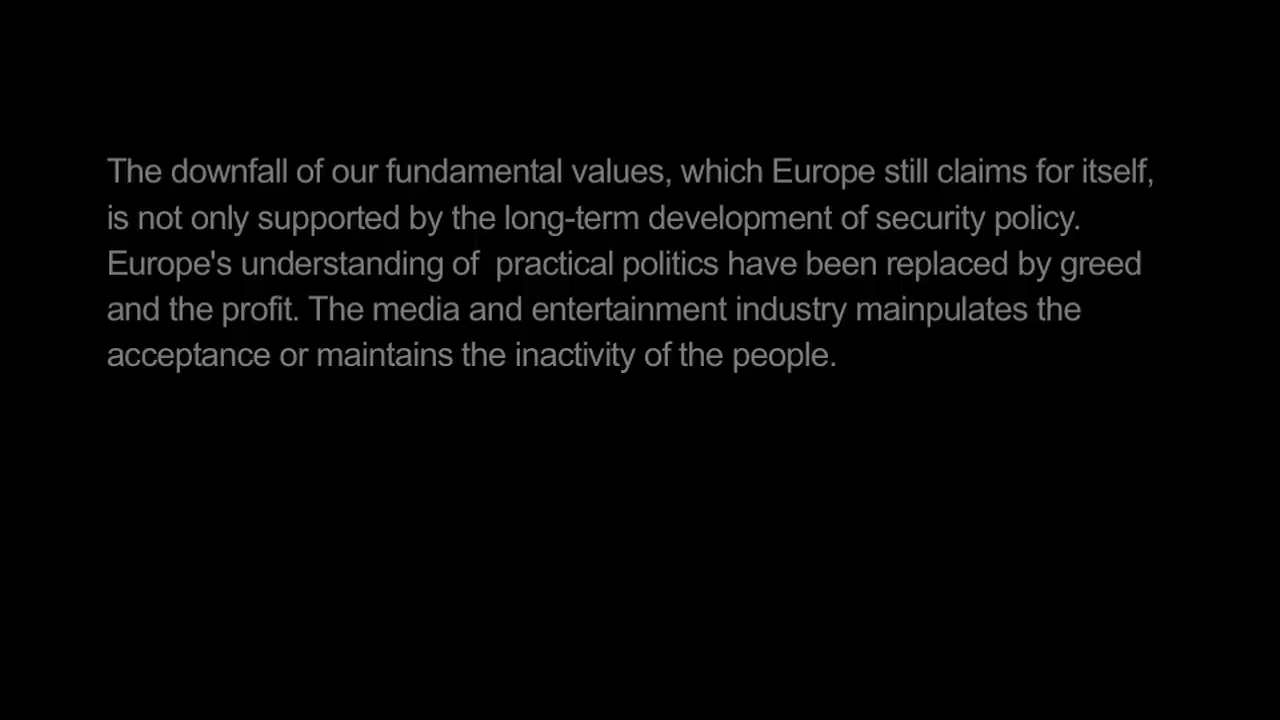 The downfall of our fundamental values, which Europe still claims for itself,
is not only supported by the long-term development of security policy.
Europe's understanding of  practical politics have been replaced by greed
and the profit. The media and entertainment industry mainpulates the
acceptance or maintains the inactivity of the people.